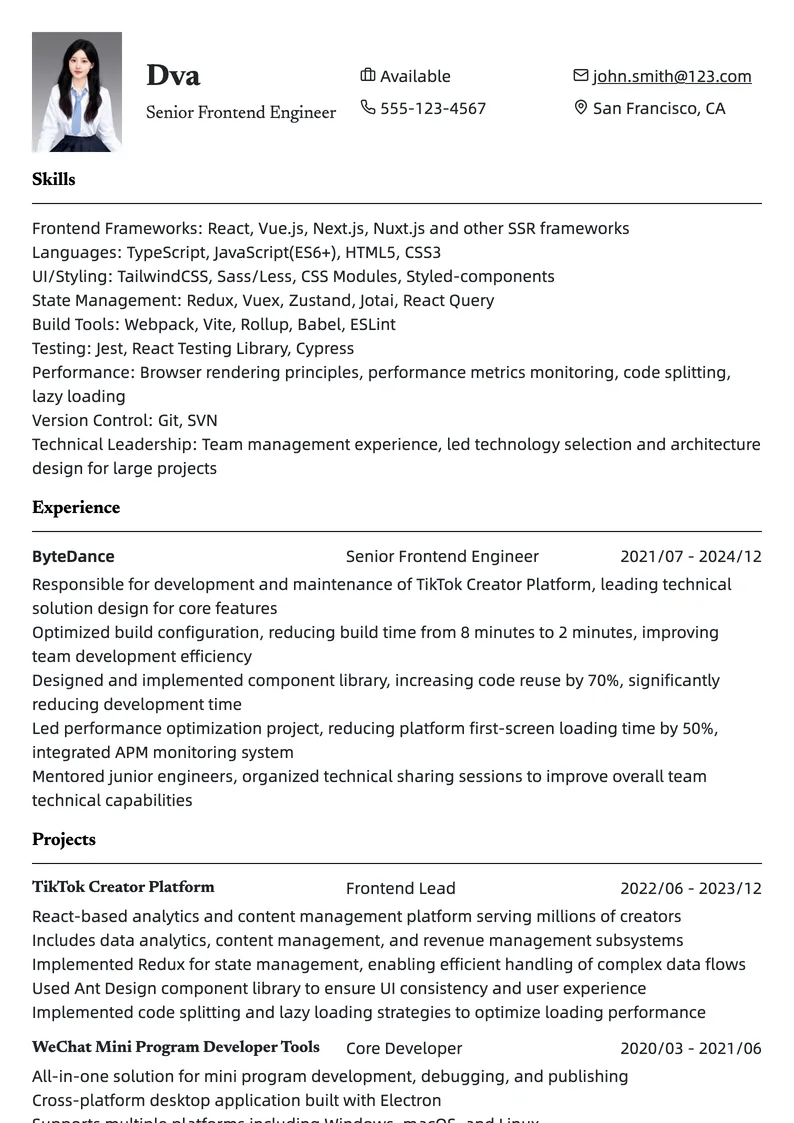 Dva
Senior Frontend Engineer
Available
john.smith@123.com
555-123-4567
San Francisco, CA
Skills
Frontend Frameworks: React, Vue.js, Next.js, Nuxt.js and other SSR frameworks
Languages: TypeScript, JavaScript(ES6+), HTML5, CSS3
UI/Styling: TailwindCSS, Sass/Less, CSS Modules, Styled-components
State Management: Redux, Vuex, Zustand, Jotai, React Query
Build Tools: Webpack, Vite, Rollup, Babel, ESLint
Testing: Jest, React Testing Library, Cypress
Performance: Browser rendering principles, performance metrics monitoring, code splitting,
lazy loading
Version Control: Git, SVN
Technical Leadership: Team management experience, led technology selection and architecture
design for large projects
Experience
ByteDance Senior Frontend Engineer 2021/07 - 2024/12
Responsible for development and maintenance of TikTok Creator Platform, leading technical
solution design for core features
Optimized build configuration, reducing build time from 8 minutes to 2 minutes, improving
team development efficiency
Designed and implemented component library, increasing code reuse by 70%, significantly
reducing development time
Led performance optimization project, reducing platform first-screen loading time by 50%,
integrated APM monitoring system
Mentored junior engineers, organized technical sharing sessions to improve overall team
technical capabilities
Projects
TikTok Creator Platform Frontend Lead 2022/06 - 2023/12
React-based analytics and content management platform serving millions of creators
Includes data analytics, content management, and revenue management subsystems
Implemented Redux for state management, enabling efficient handling of complex data flows
Used Ant Design component library to ensure UI consistency and user experience
Implemented code splitting and lazy loading strategies to optimize loading performance
WeChat Mini Program Developer Tools Core Developer 2020/03 - 2021/06
All-in-one solution for mini program development, debugging, and publishing
Cross-platform desktop application built with Electron
Supports multiple platforms including Windows, macOS, and Linux